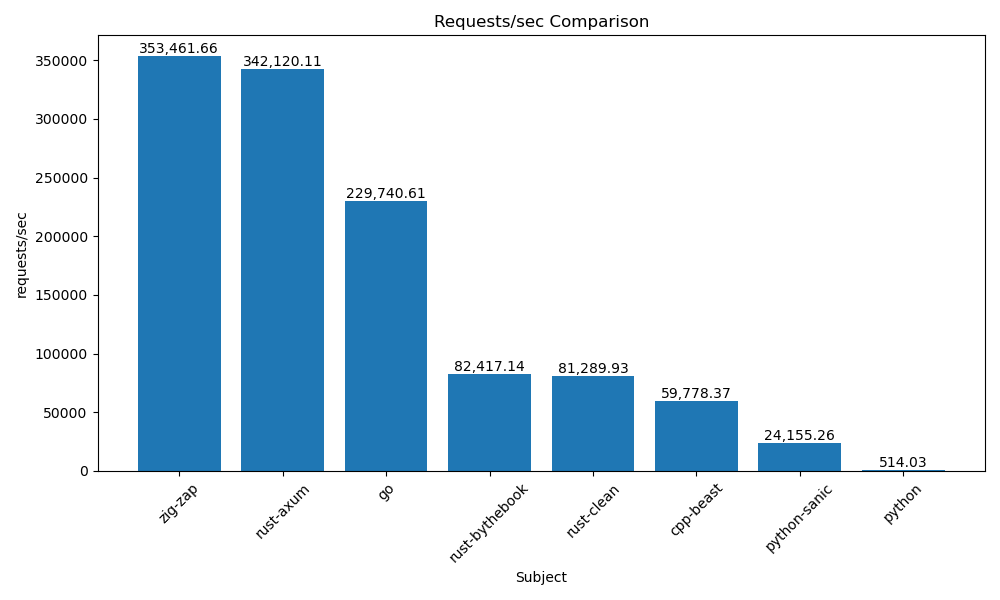 Requests/sec Comparison
353,461.66
342,120.11
229,740.61
82,417.14
81,289.93
59,778.37
24,155.26
514.03
350000
300000
250000
200000
150000
100000
50000
0
requests/sec
zig-zap
rust-axum
go
rust-bythebook
rust-clean
cpp-beast
python-sanic
python
Subject